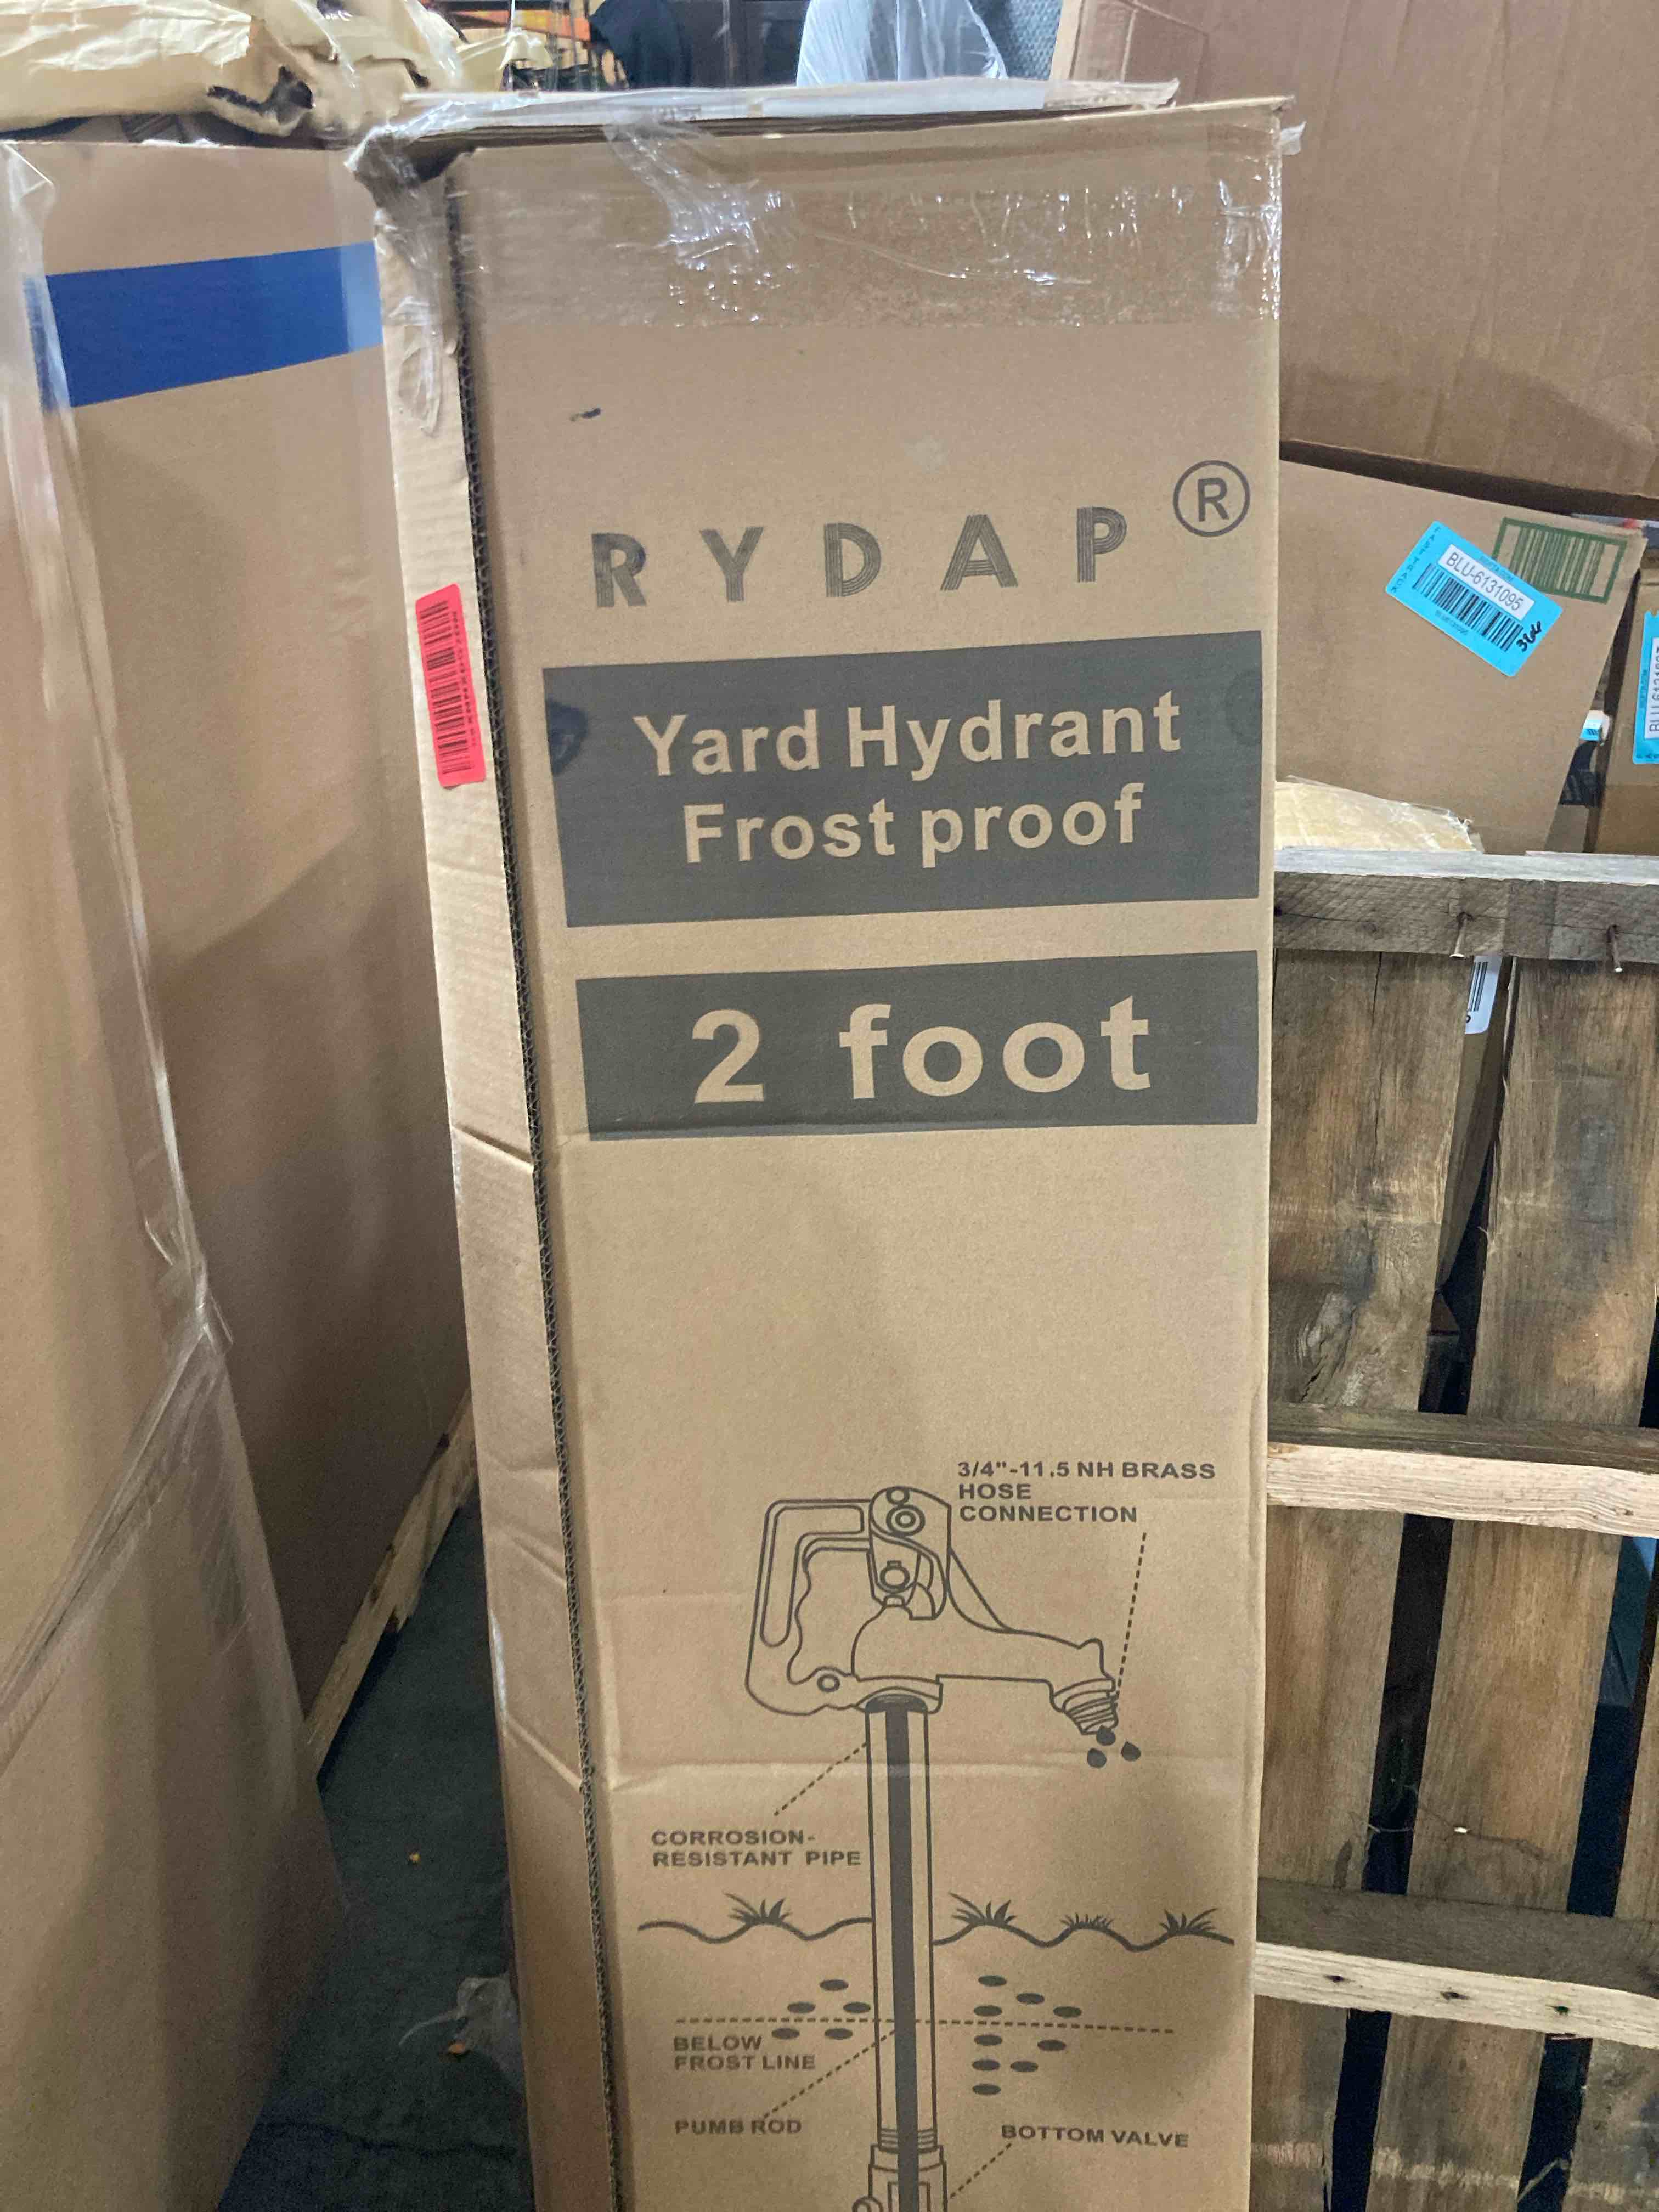 RYDAP®
Yard Hydrant
Frost proof
2 foot
BLU-6131095
366
3/4"-11.5 NH BRASS
HOSE
CONNECTION
CORROSION-
RESISTANT PIPE
BELOW
FROST LINE
PUMB ROD
BOTTOM VALVE